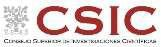 CSIC
CONSEJO SUPERIOR DE INVESTIGACIONES CIENTÍFICAS